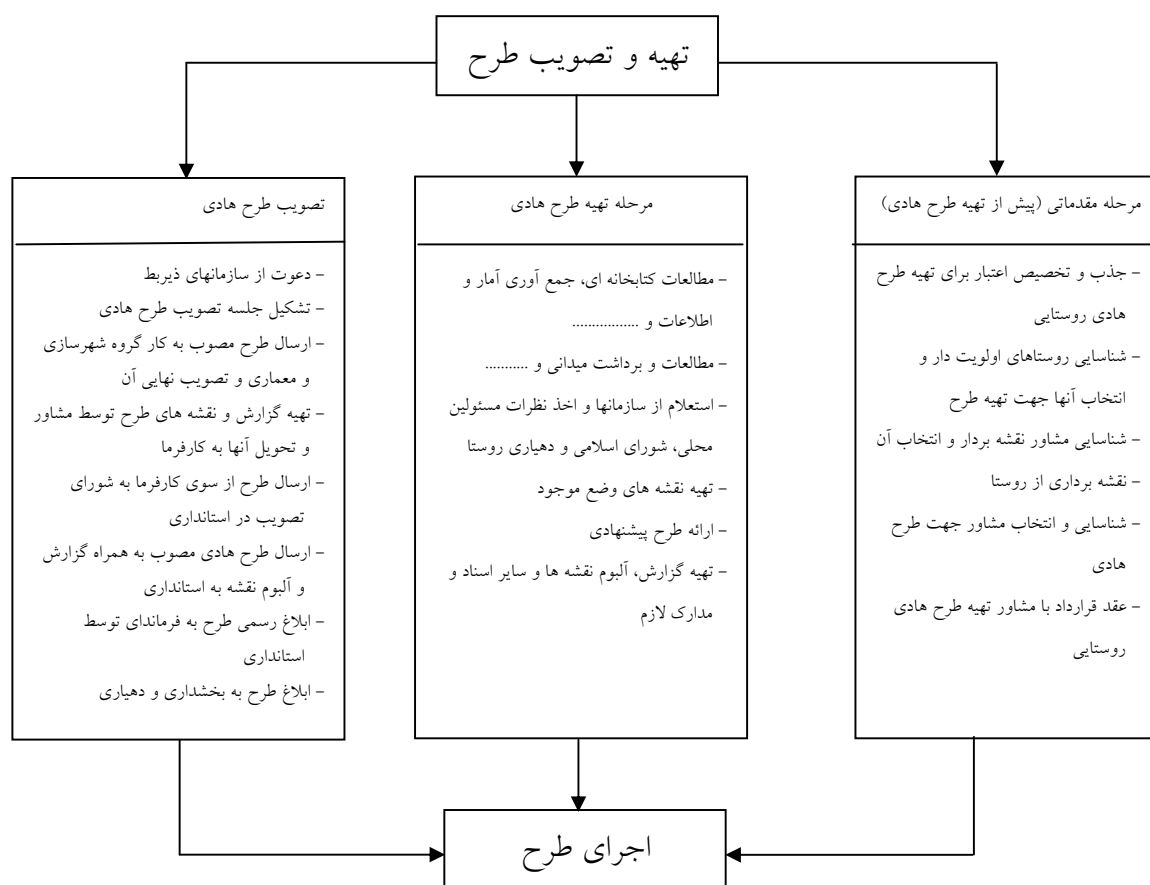 تهیه و تصویب طرح
مرحله مقدماتی (پیش از تهیه طرح هادی)
- جذب و تخصیص اعتبار برای تهیه طرح
هادی روستایی
- شناسایی روستاهای اولویت دار و
انتخاب آنها جهت تهیه طرح
- شناسایی مشاور نقشه بردار و انتخاب آن
- نقشه برداری از روستا
- شناسایی و انتخاب مشاور جهت طرح
هادی
- عقد قرارداد با مشاور تهیه طرح هادی
روستایی
مرحله تهیه طرح هادی
- مطالعات کتابخانه ای، جمع آوری آمار و
اطلاعات و .................
- مطالعات و برداشت میدانی و ...........
- استعلام از سازمانها و اخذ نظرات مسئولین
محلی، شورای اسلامی و دهیاری روستا
- تهیه نقشه های وضع موجود
- ارائه طرح پیشنهادی
- تهیه گزارش، آلبوم نقشه ها و سایر اسناد و
مدارک لازم
تصویب طرح هادی
- دعوت از سازمانهای ذیربط
- تشکیل جلسه تصویب طرح هادی
- ارسال طرح مصوب به کار گروه شهرسازی
و معماری و تصویب نهایی آن
- تهیه گزارش و نقشه های طرح توسط مشاور
و تحویل آنها به کارفرما
- ارسال طرح از سوی کارفرما به شورای
تصویب در استانداری
- ارسال طرح هادی مصوب به همراه گزارش
و آلبوم نقشه به استانداری
- ابلاغ رسمی طرح به فرماندای توسط
استانداری
- ابلاغ طرح به بخشداری و دهیاری
اجرای طرح